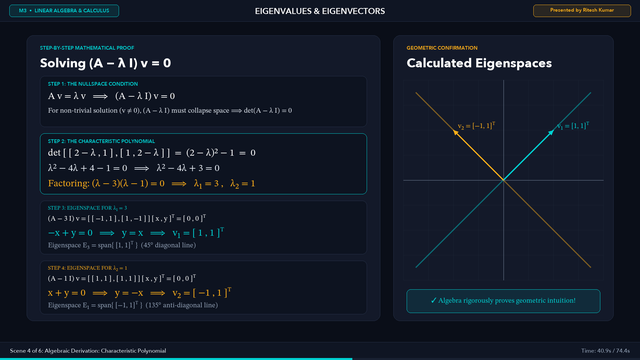 M3 • LINEAR ALGEBRA & CALCULUS
EIGENVALUES & EIGENVECTORS
Presented by Ritesh Kumar
STEP-BY-STEP MATHEMATICAL PROOF
Solving (A − λ I) v = 0
STEP 1: THE NULLSPACE CONDITION
A v = λ v ⟹ (A − λ I) v = 0
For non-trivial solution (v ≠ 0), (A − λ I) must collapse space ⟹ det(A − λ I) = 0
STEP 2: THE CHARACTERISTIC POLYNOMIAL
det [ [ 2 − λ , 1 ] , [ 1 , 2 − λ ] ] = (2 − λ)² − 1 = 0
λ² − 4λ + 4 − 1 = 0 ⟹ λ² − 4λ + 3 = 0
Factoring: (λ − 3)(λ − 1) = 0 ⟹ λ₁ = 3 , λ₂ = 1
STEP 3: EIGENSPACE FOR λ₁ = 3
(A − 3 I) v = [ [ −1 , 1 ] , [ 1 , −1 ] ] [ x , y ]ᵀ = [ 0 , 0 ]ᵀ
−x + y = 0 ⟹ y = x ⟹ v₁ = [ 1 , 1 ]ᵀ
Eigenspace E₃ = span{ [1, 1]ᵀ } (45° diagonal line)
STEP 4: EIGENSPACE FOR λ₂ = 1
(A − 1 I) v = [ [ 1 , 1 ] , [ 1 , 1 ] ] [ x , y ]ᵀ = [ 0 , 0 ]ᵀ
x + y = 0 ⟹ y = −x ⟹ v₂ = [ −1 , 1 ]ᵀ
Eigenspace E₁ = span{ [−1, 1]ᵀ } (135° anti-diagonal line)
GEOMETRIC CONFIRMATION
Calculated Eigenspaces
v₂ = [−1, 1]ᵀ
v₁ = [1, 1]ᵀ
✓ Algebra rigorously proves geometric intuition!
Scene 4 of 6: Algebraic Derivation: Characteristic Polynomial
Time: 40.9s / 74.4s